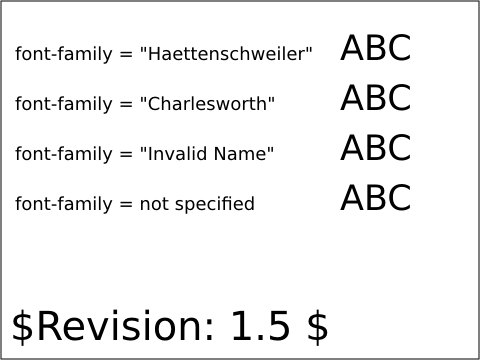 font-family = "Haettenschweiler" ABC
font-family = "Charlesworth" ABC
font-family = "Invalid Name" ABC
font-family = not specified ABC
$Revision: 1.5 $